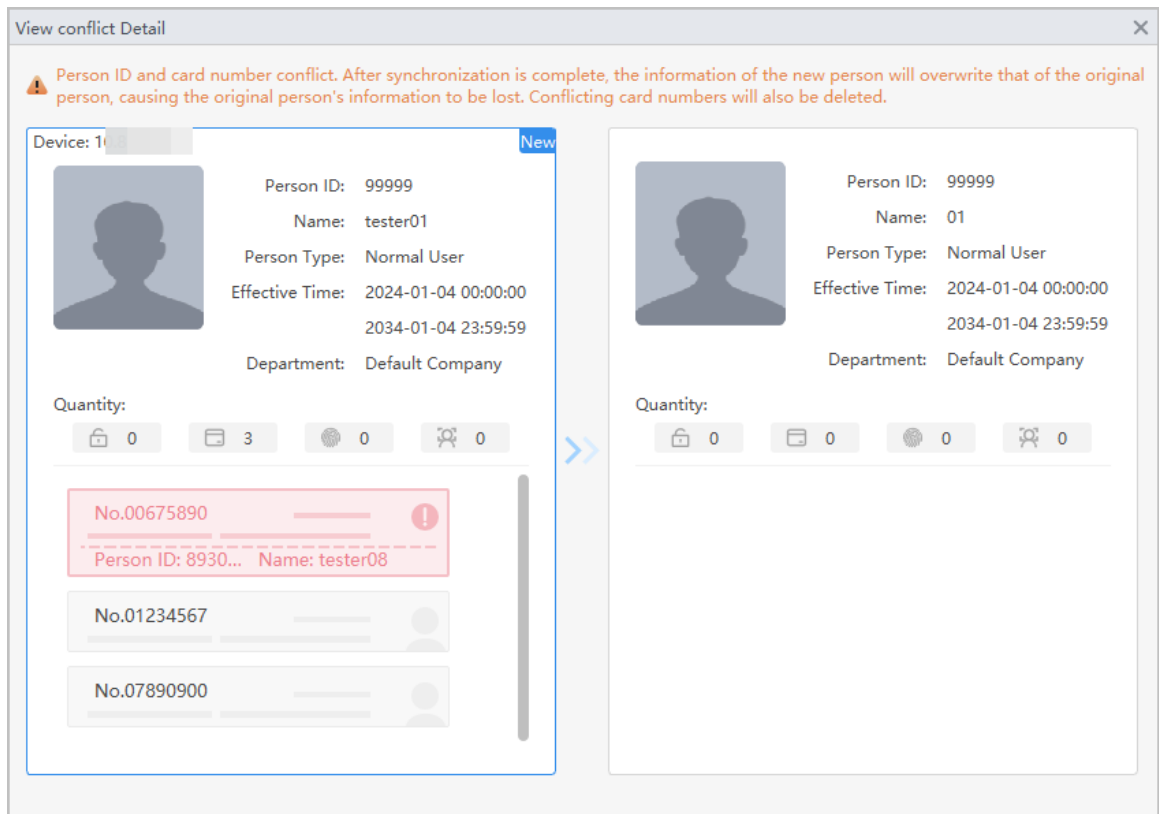 View conflict Detail
Person ID and card number conflict. After synchronization is complete, the information of the new person will overwrite that of the original
person, causing the original person's information to be lost. Conflicting card numbers will also be deleted.
Device: 1
New
Person ID: 99999
Name: tester01
Person Type: Normal User
Effective Time: 2024-01-04 00:00:00
2034-01-04 23:59:59
Department: Default Company
Quantity:
0 3 0 0
No.00675890
Person ID: 8930... Name: tester08
No.01234567
No.07890900
Person ID: 99999
Name: 01
Person Type: Normal User
Effective Time: 2024-01-04 00:00:00
2034-01-04 23:59:59
Department: Default Company
Quantity:
0 0 0 0